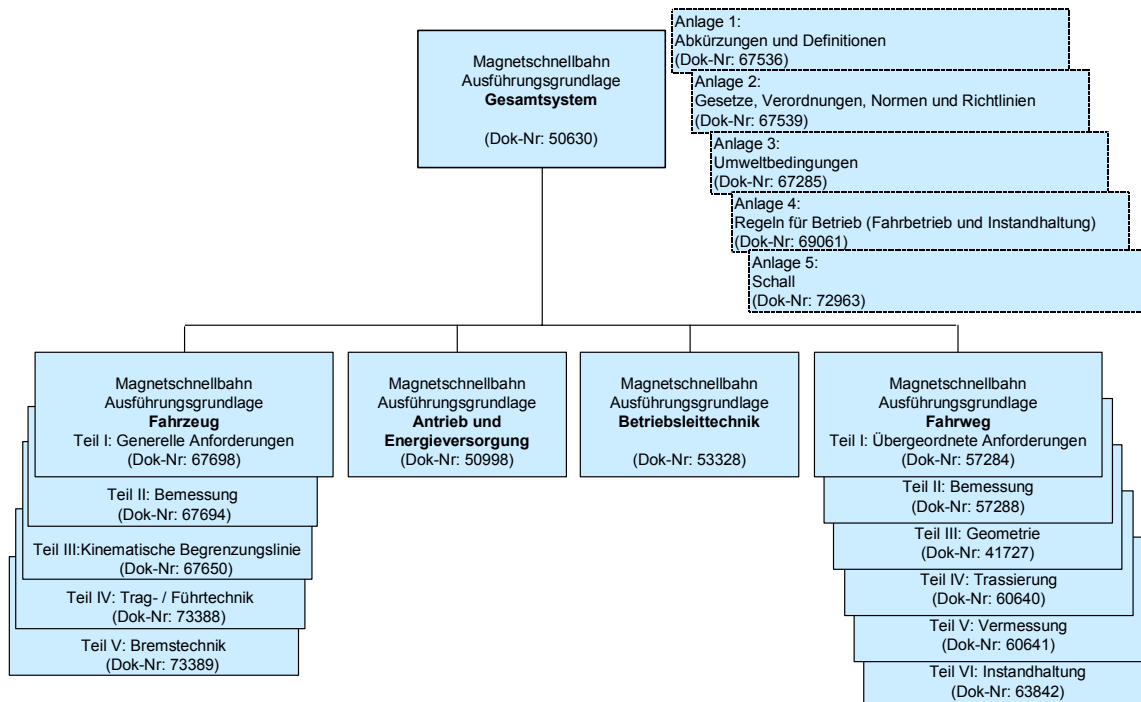 Magnetschnellbahn
Ausführungsgrundlage
Gesamtsystem
(Dok-Nr: 50630)
Anlage 1:
Abkürzungen und Definitionen
(Dok-Nr: 67536)
Anlage 2:
Gesetze, Verordnungen, Normen und Richtlinien
(Dok-Nr: 67539)
Anlage 3:
Umweltbedingungen
(Dok-Nr: 67285)
Anlage 4:
Regeln für Betrieb (Fahrbetrieb und Instandhaltung)
(Dok-Nr: 69061)
Anlage 5:
Schall
(Dok-Nr: 72963)
Magnetschnellbahn
Ausführungsgrundlage
Fahrzeug
Teil I: Generelle Anforderungen
(Dok-Nr: 67698)
Teil II: Bemessung
(Dok-Nr: 67694)
Teil III:Kinematische Begrenzungslinie
(Dok-Nr: 67650)
Teil IV: Trag- / Führtechnik
(Dok-Nr: 73388)
Teil V: Bremstechnik
(Dok-Nr: 73389)
Magnetschnellbahn
Ausführungsgrundlage
Antrieb und
Energieversorgung
(Dok-Nr: 50998)
Magnetschnellbahn
Ausführungsgrundlage
Betriebsleittechnik
(Dok-Nr: 53328)
Magnetschnellbahn
Ausführungsgrundlage
Fahrweg
Teil I: Übergeordnete Anforderungen
(Dok-Nr: 57284)
Teil II: Bemessung
(Dok-Nr: 57288)
Teil III: Geometrie
(Dok-Nr: 41727)
Teil IV: Trassierung
(Dok-Nr: 60640)
Teil V: Vermessung
(Dok-Nr: 60641)
Teil VI: Instandhaltung
(Dok-Nr: 63842)